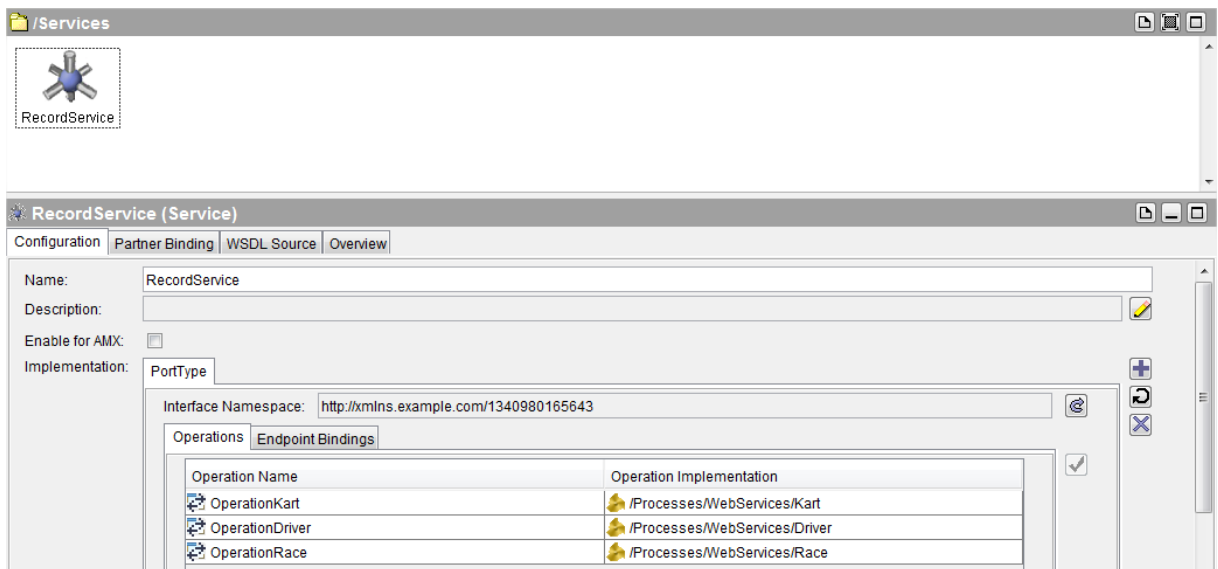 /Services
RecordService
RecordService (Service)
Configuration Partner Binding WSDL Source Overview
Name: RecordService
Description:
Enable for AMX:
Implementation: PortType
Interface Namespace: http://xmlns.example.com/1340980165643
Operations Endpoint Bindings
Operation Name Operation Implementation
OperationKart /Processes/WebServices/Kart
OperationDriver /Processes/WebServices/Driver
OperationRace /Processes/WebServices/Race